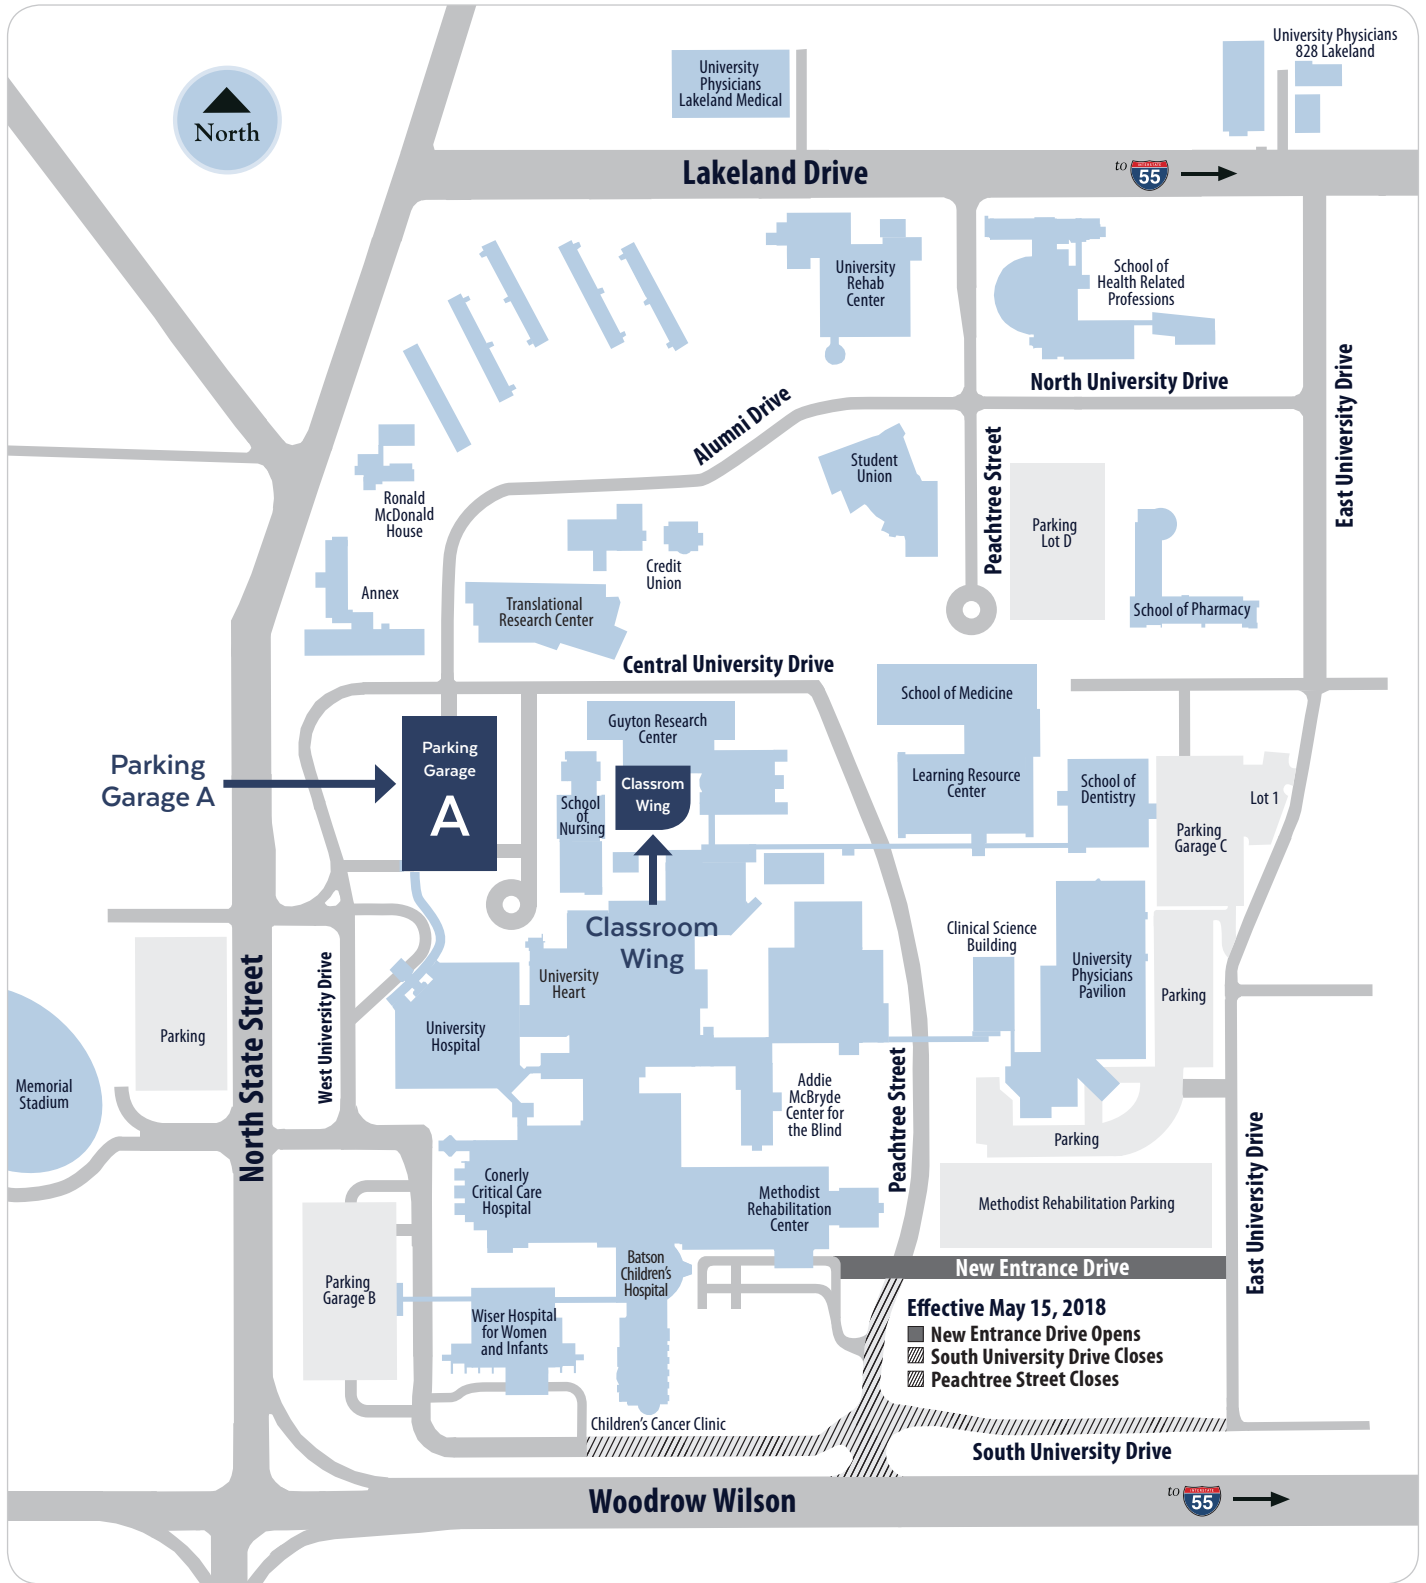 University Physicians
828 Lakeland
University
Physicians
Lakeland Medical
North
Lakeland Drive
to
INTERSTATE
55
University
Rehab
Center
School of
Health Related
Professions
North University Drive
East University Drive
Alumni Drive
Student
Union
Peachtree Street
Parking
Lot D
Ronald
McDonald
House
Credit
Union
Annex
Translational
Research Center
School of Pharmacy
Central University Drive
School of Medicine
Guyton Research
Center
Parking
Garage A
Parking
Garage
A
Classrom
Wing
School
of
Nursing
Learning Resource
Center
School of
Dentistry
Lot 1
Parking
Garage C
Classroom
Wing
Clinical Science
Building
University
Heart
University
Physicians
Pavilion
Parking
Parking
University
Hospital
North State Street
West University Drive
Memorial
Stadium
Addie
McBryde
Center for
the Blind
Peachtree Street
Parking
East University Drive
Conerly
Critical Care
Hospital
Methodist
Rehabilitation
Center
Methodist Rehabilitation Parking
Batson
Children's
Hospital
New Entrance Drive
Parking
Garage B
Wiser Hospital
for Women
and Infants
Effective May 15, 2018
New Entrance Drive Opens
South University Drive Closes
Peachtree Street Closes
Children's Cancer Clinic
South University Drive
Woodrow Wilson
to
INTERSTATE
55